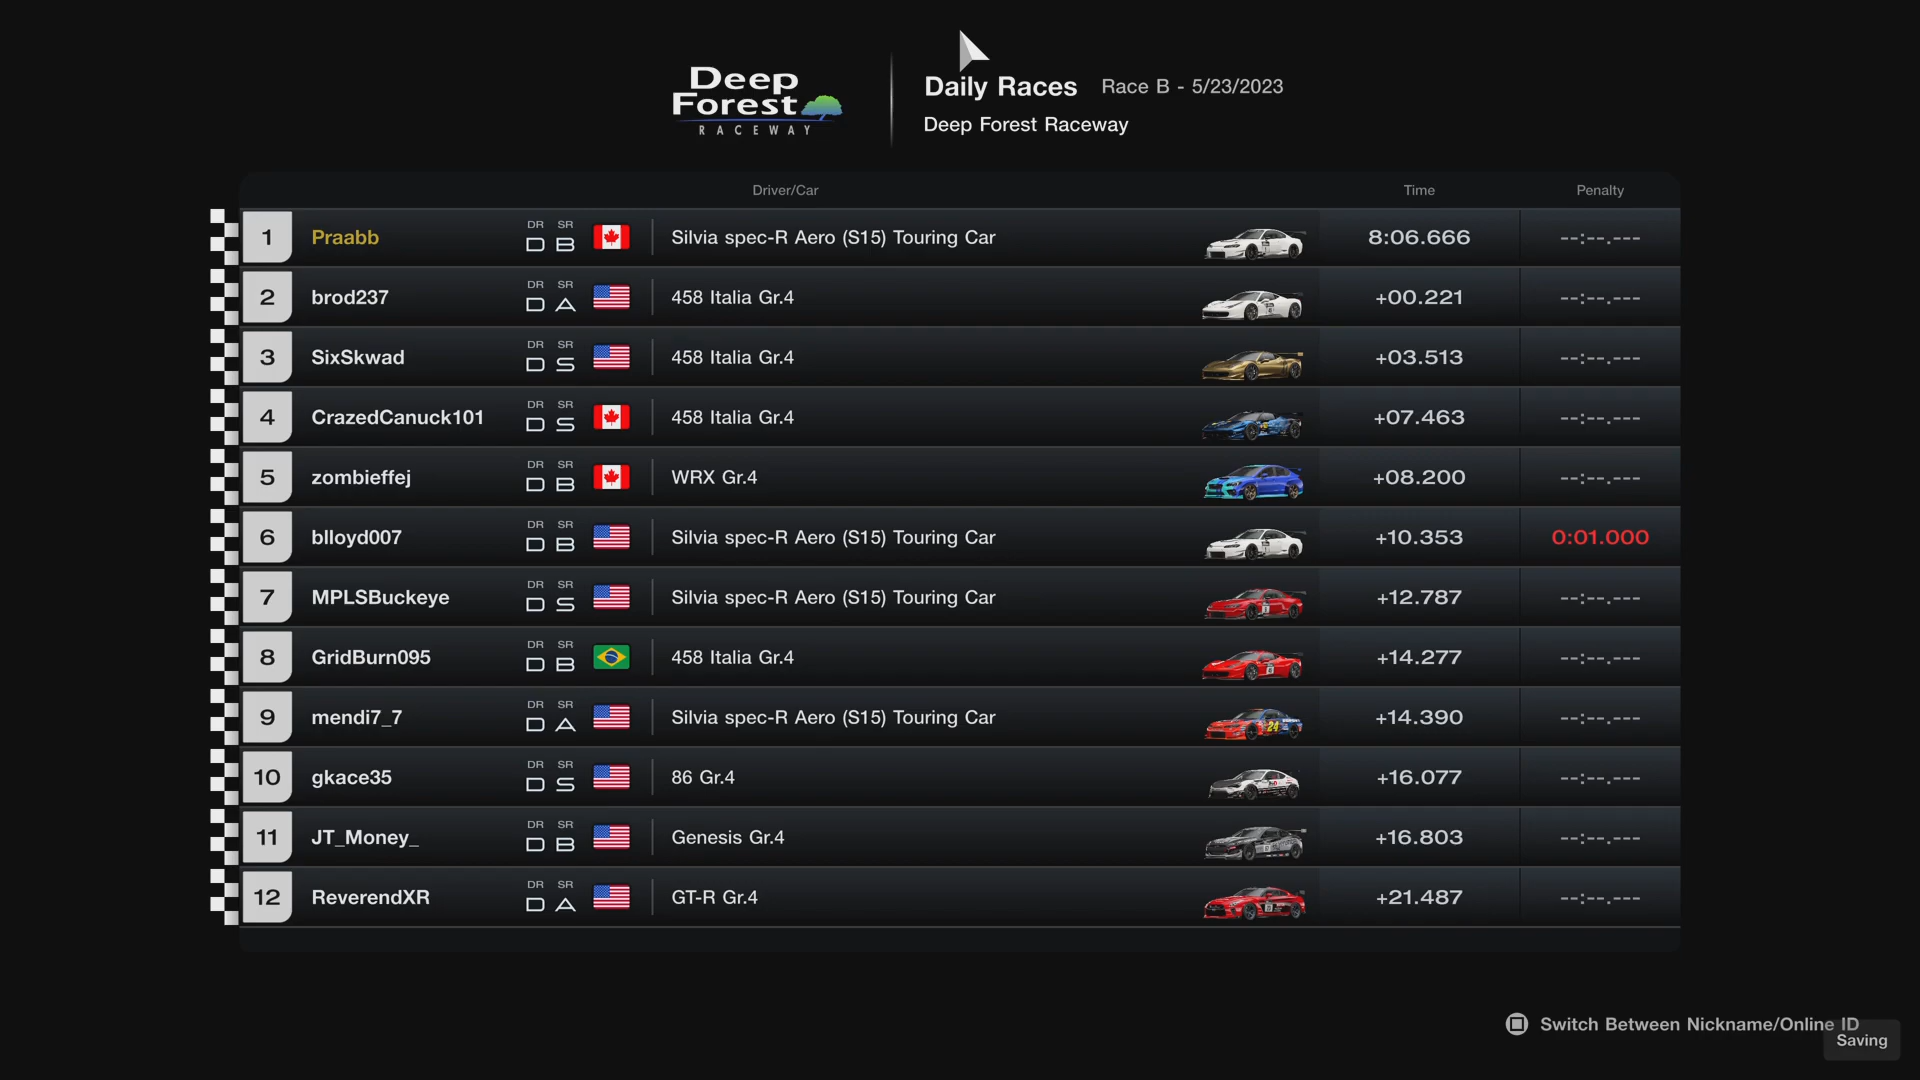 Deep
Forest
RACEWAY
Daily Races Race B - 5/23/2023
Deep Forest Raceway
Driver/Car Time Penalty
1 Praabb DR D SR B Silvia spec-R Aero (S15) Touring Car 8:06.666 --:--.---
2 brod237 DR D SR A 458 Italia Gr.4 +00.221 --:--.---
3 SixSkwad DR D SR S 458 Italia Gr.4 +03.513 --:--.---
4 CrazedCanuck101 DR D SR S 458 Italia Gr.4 +07.463 --:--.---
5 zombieffej DR D SR B WRX Gr.4 +08.200 --:--.---
6 blloyd007 DR D SR B Silvia spec-R Aero (S15) Touring Car +10.353 0:01.000
7 MPLSBuckeye DR D SR S Silvia spec-R Aero (S15) Touring Car +12.787 --:--.---
8 GridBurn095 DR D SR B 458 Italia Gr.4 +14.277 --:--.---
9 mendi7_7 DR D SR A Silvia spec-R Aero (S15) Touring Car 24 +14.390 --:--.---
10 gkace35 DR D SR S 86 Gr.4 +16.077 --:--.---
11 JT_Money_ DR D SR B Genesis Gr.4 +16.803 --:--.---
12 ReverendXR DR D SR A GT-R Gr.4 +21.487 --:--.---
Switch Between Nickname/Online ID
Saving